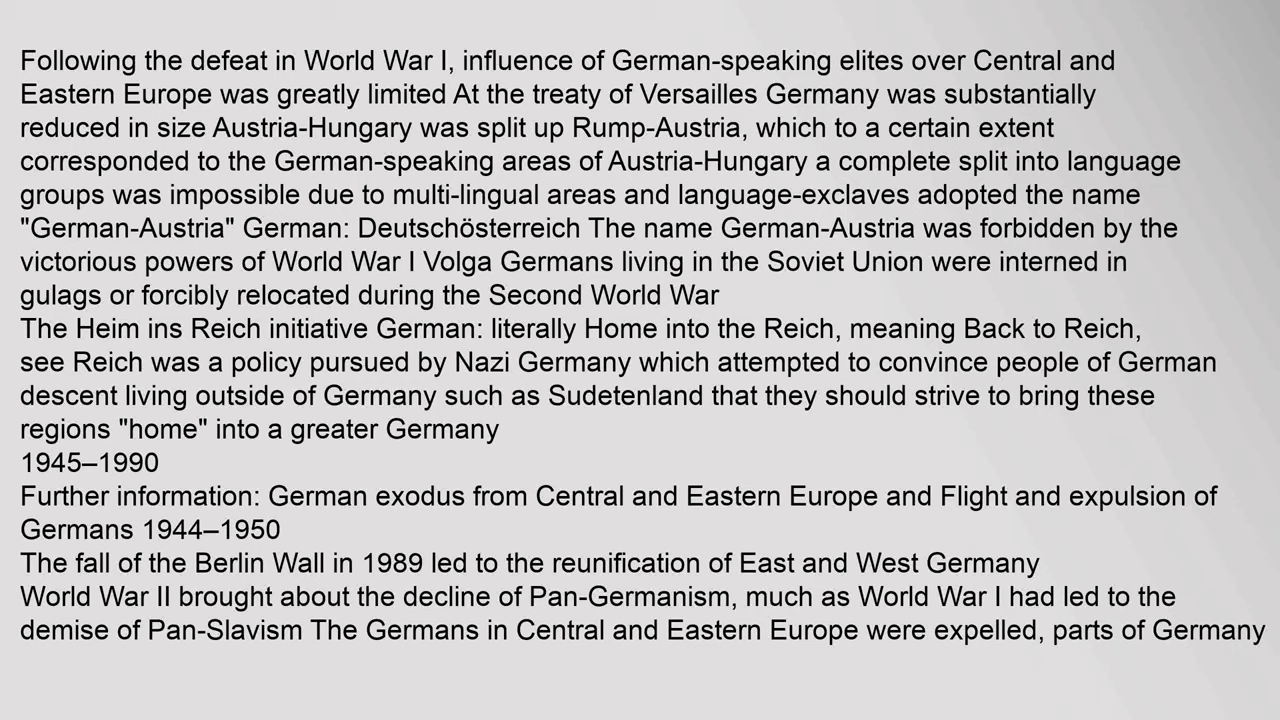 Following the defeat in World War I, influence of German-speaking elites over Central and
Eastern Europe was greatly limited At the treaty of Versailles Germany was substantially
reduced in size Austria-Hungary was split up Rump-Austria, which to a certain extent
corresponded to the German-speaking areas of Austria-Hungary a complete split into language
groups was impossible due to multi-lingual areas and language-exclaves adopted the name
"German-Austria" German: Deutschösterreich The name German-Austria was forbidden by the
victorious powers of World War I Volga Germans living in the Soviet Union were interned in
gulags or forcibly relocated during the Second World War
The Heim ins Reich initiative German: literally Home into the Reich, meaning Back to Reich,
see Reich was a policy pursued by Nazi Germany which attempted to convince people of German
descent living outside of Germany such as Sudetenland that they should strive to bring these
regions "home" into a greater Germany
1945–1990
Further information: German exodus from Central and Eastern Europe and Flight and expulsion of
Germans 1944–1950
The fall of the Berlin Wall in 1989 led to the reunification of East and West Germany
World War II brought about the decline of Pan-Germanism, much as World War I had led to the
demise of Pan-Slavism The Germans in Central and Eastern Europe were expelled, parts of Germany